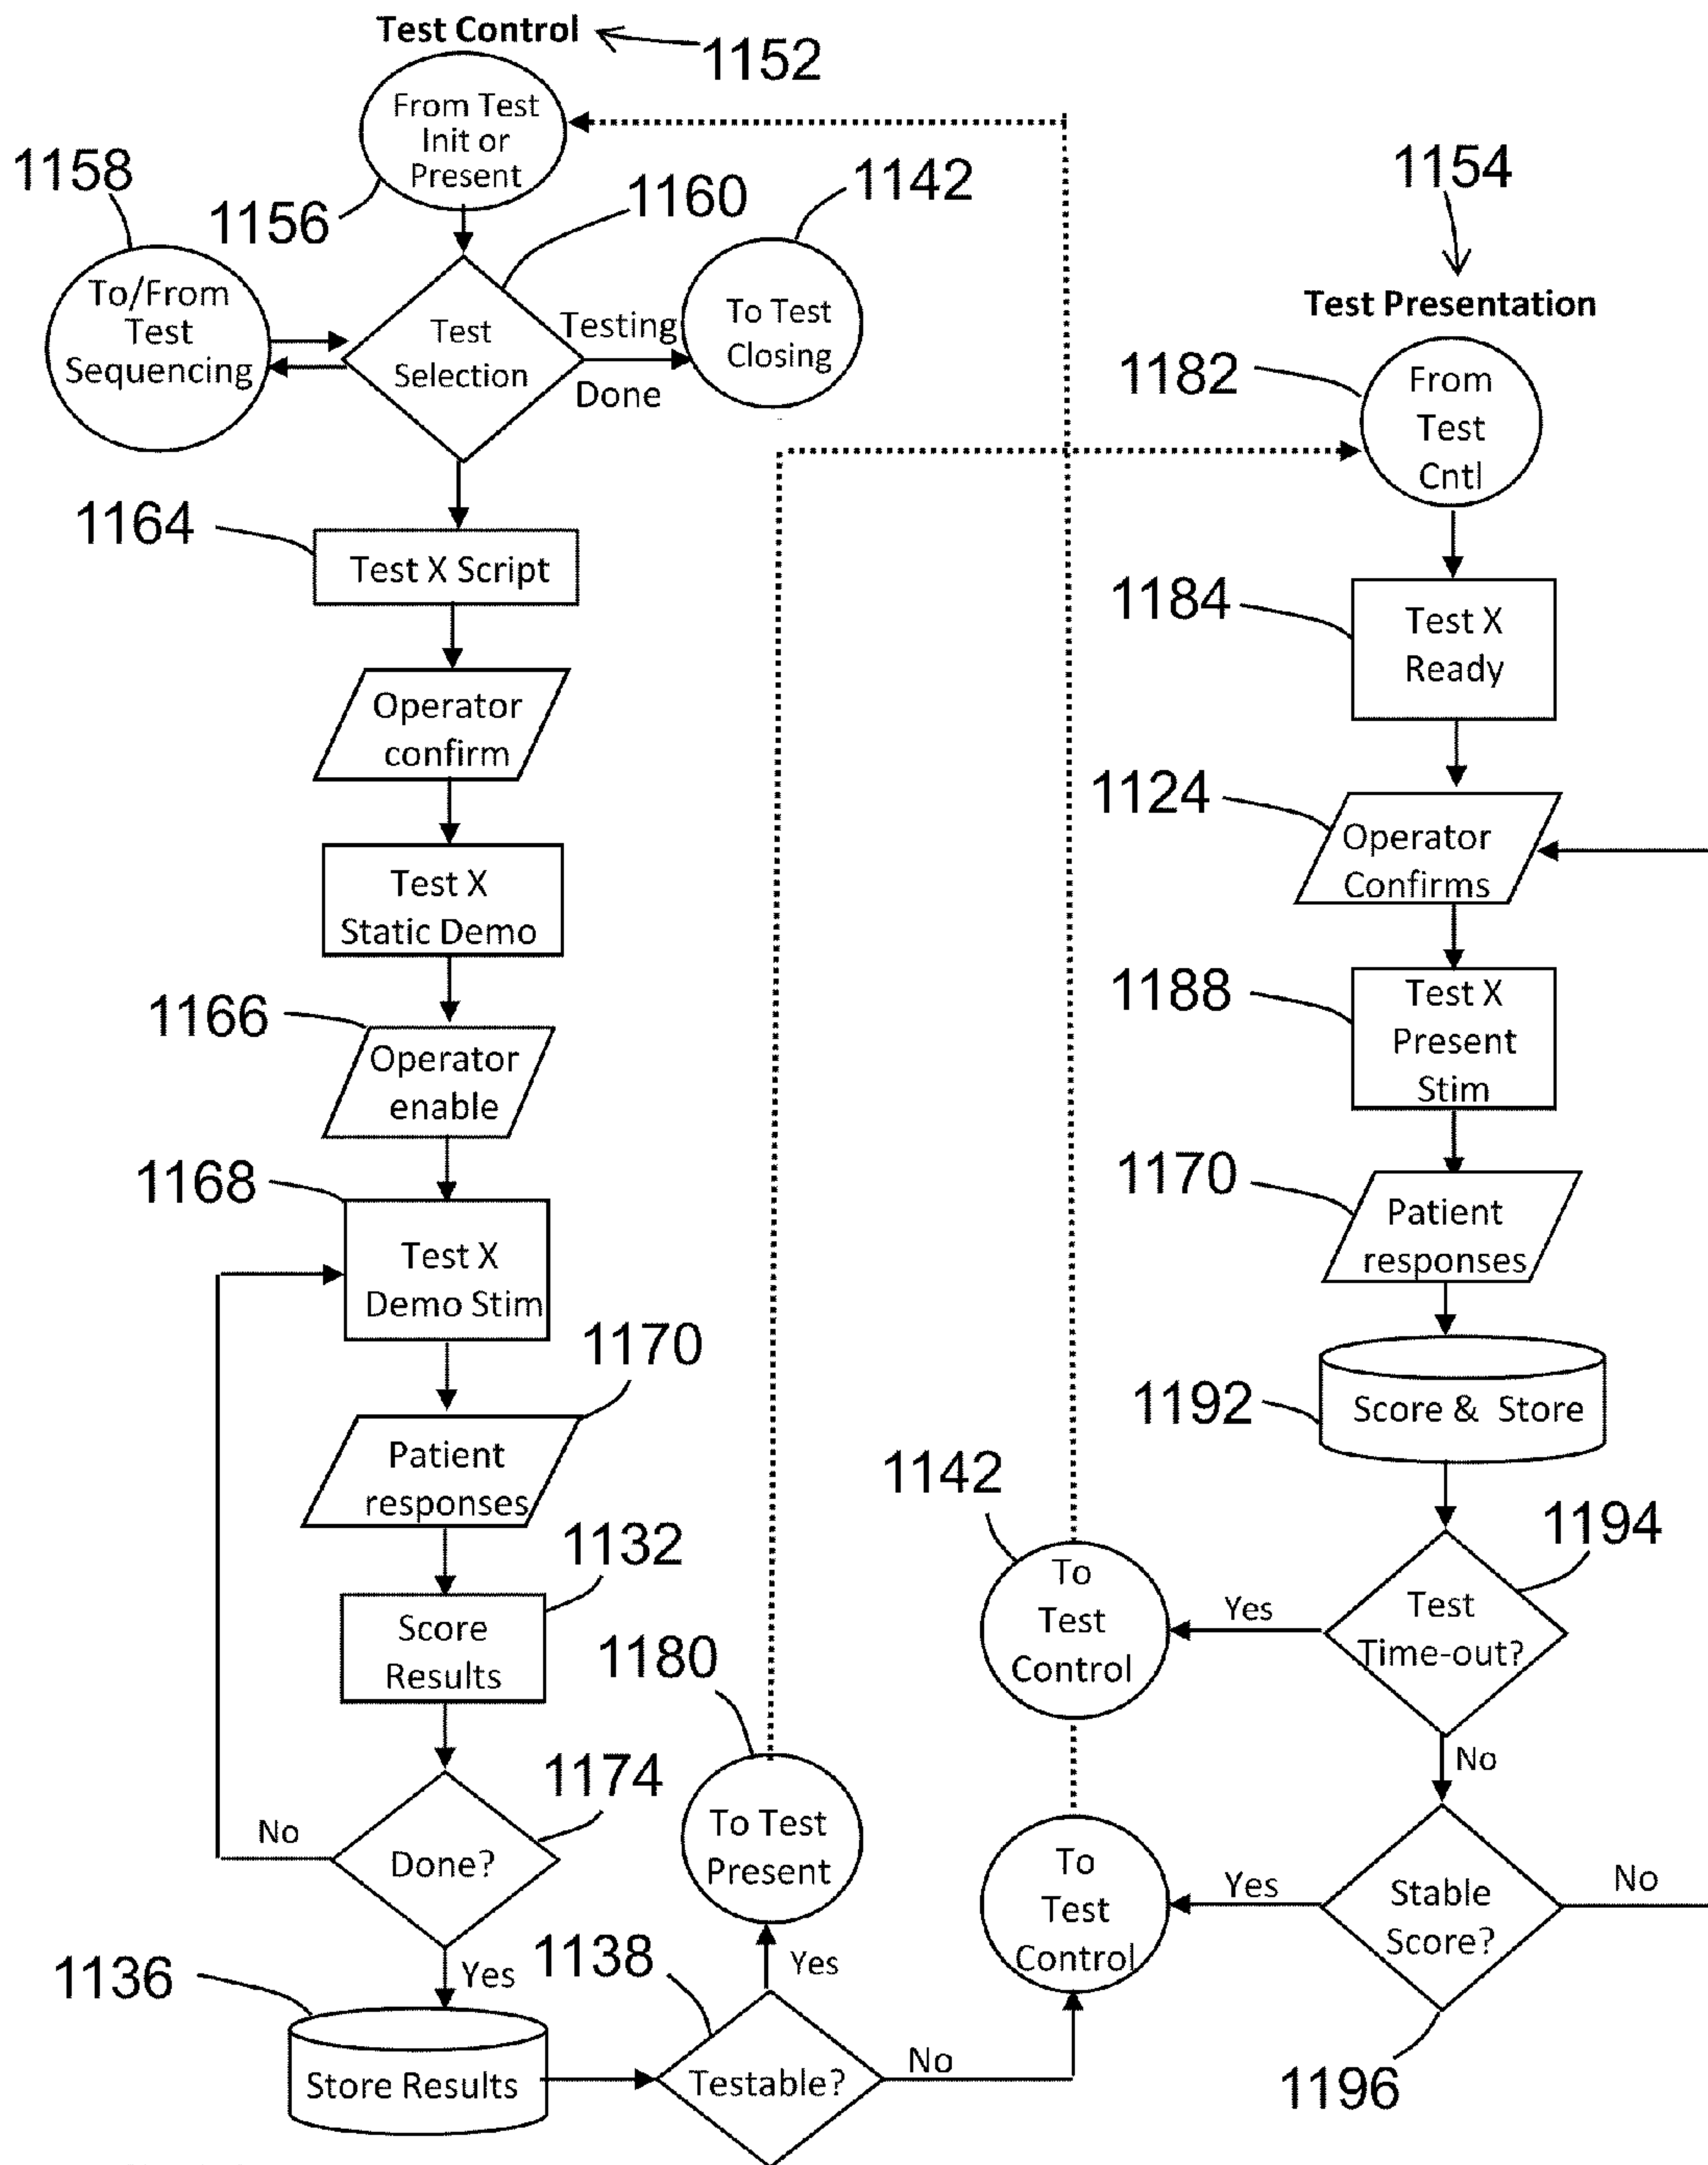 Test Control
1152
From Test
Init or
Present
1158
1156
1160
1142
1154
To/From
Test
Sequencing
Test
Selection
Testing
Done
To Test
Closing
Test Presentation
1182
From
Test
Cntl
1164
Test X Script
1184
Test X
Ready
Operator
confirm
1124
Operator
Confirms
Test X
Static Demo
1166
Operator
enable
1188
Test X
Present
Stim
1168
Test X
Demo Stim
1170
Patient
responses
1170
Patient
responses
1192
Score & Store
1132
Score
Results
1142
To
Test
Control
Yes
1194
Test
Time-out?
No
1180
To Test
Present
1174
No
Done?
Yes
To
Test
Control
Yes
Stable
Score?
No
1196
1136
Store Results
1138
Yes
Testable?
No